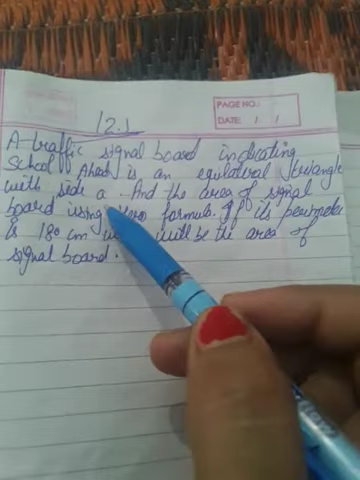 12.1
PAGE NO.:
DATE: / /
A traffic signal board indicating
School Ahead is an equilateral triangle
with side a. And the area of signal
board using formula. If its perimeter
is 180 cm will be the area of
signal board.